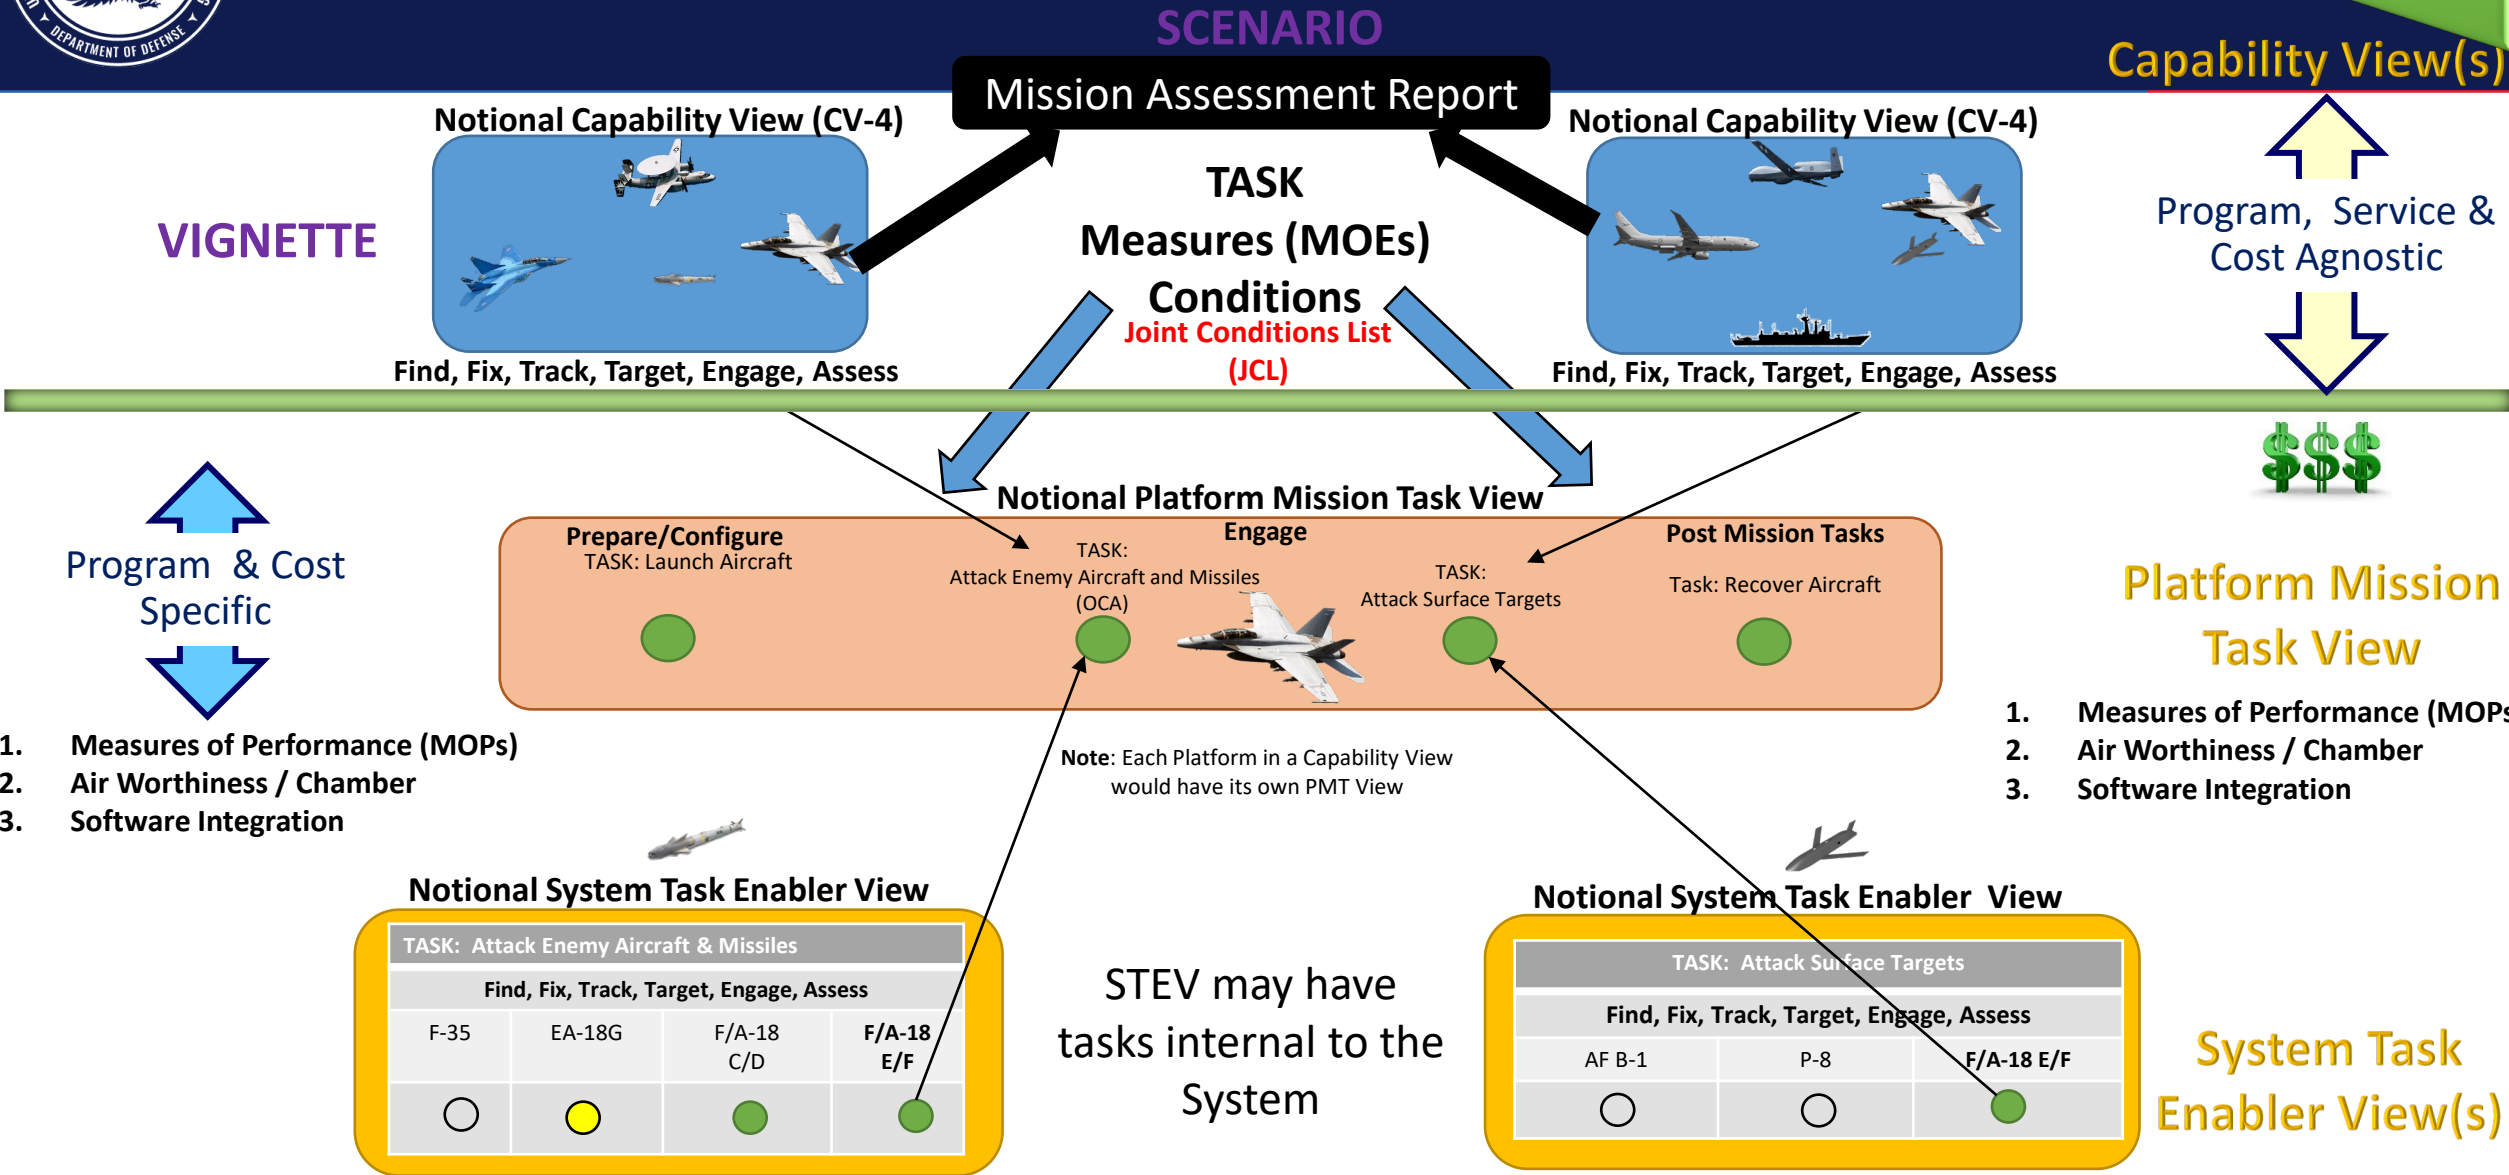 DEPARTMENT OF DEFENSE
SCENARIO
Capability View(s)
Mission Assessment Report
Notional Capability View (CV-4)
Notional Capability View (CV-4)
VIGNETTE
TASK
Measures (MOEs)
Conditions
Joint Conditions List
(JCL)
Program, Service &
Cost Agnostic
Find, Fix, Track, Target, Engage, Assess
Find, Fix, Track, Target, Engage, Assess
$$$
Program & Cost
Specific
Notional Platform Mission Task View
Prepare/Configure
TASK: Launch Aircraft
Engage
TASK:
Attack Enemy Aircraft and Missiles
(OCA)
TASK:
Attack Surface Targets
Post Mission Tasks
Task: Recover Aircraft
Platform Mission
Task View
1. Measures of Performance (MOPs)
2. Air Worthiness / Chamber
3. Software Integration
Note: Each Platform in a Capability View
would have its own PMT View
1. Measures of Performance (MOPs
2. Air Worthiness / Chamber
3. Software Integration
Notional System Task Enabler View
TASK: Attack Enemy Aircraft & Missiles
Find, Fix, Track, Target, Engage, Assess
F-35 EA-18G F/A-18 F/A-18
C/D E/F
STEV may have
tasks internal to the
System
Notional System Task Enabler View
TASK: Attack Surface Targets
Find, Fix, Track, Target, Engage, Assess
AF B-1 P-8 F/A-18 E/F
System Task
Enabler View(s)